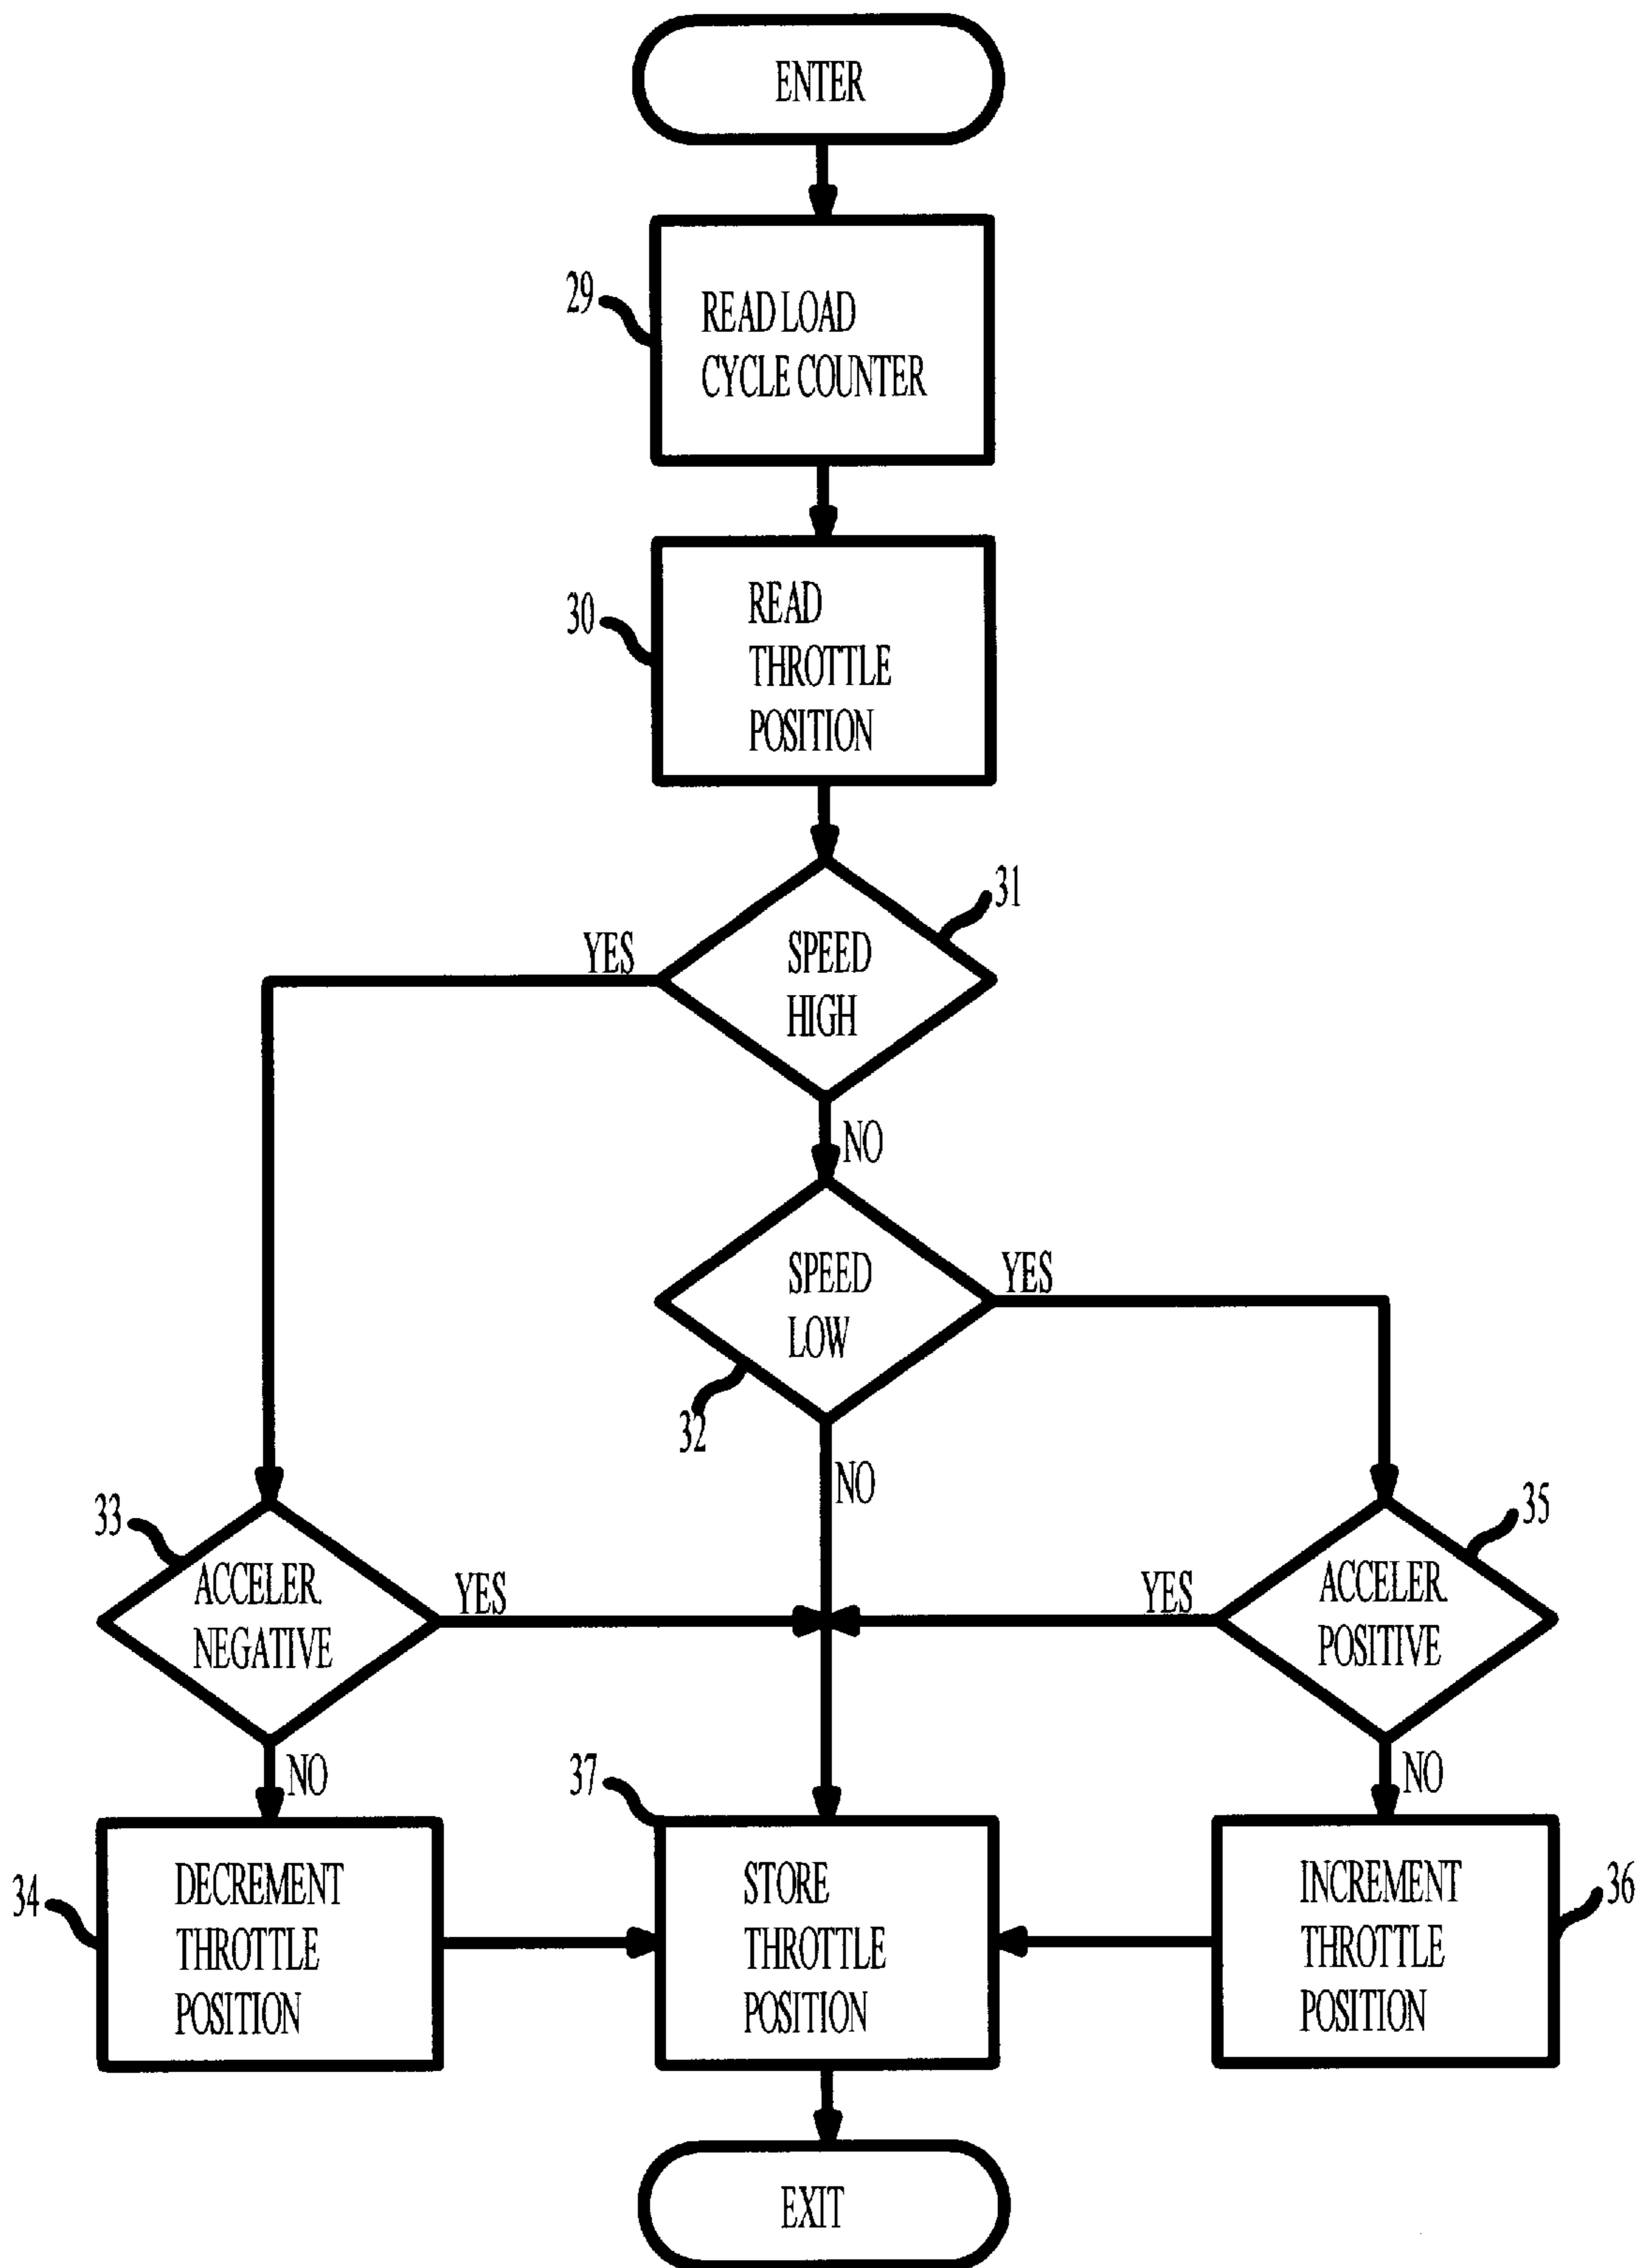 ENTER
29
READ LOAD
CYCLE COUNTER
30
READ
THROTTLE
POSITION
31
YES
SPEED
HIGH
NO
SPEED
LOW
YES
32
NO
33
ACCELER.
NEGATIVE
YES
35
YES
ACCELER.
POSITIVE
NO
37
NO
34
DECREMENT
THROTTLE
POSITION
STORE
THROTTLE
POSITION
INCREMENT
THROTTLE
POSITION
36
EXIT